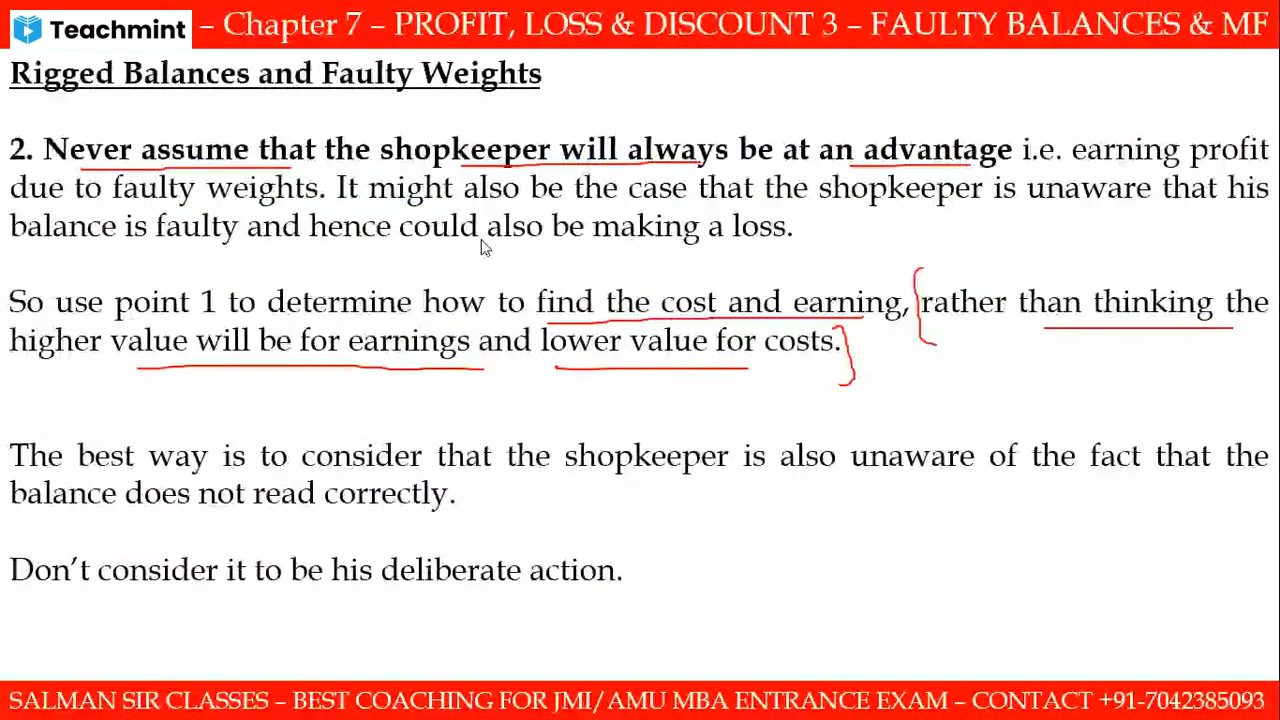 Teachmint – Chapter 7 – PROFIT, LOSS & DISCOUNT 3 – FAULTY BALANCES & MF
Rigged Balances and Faulty Weights
2. Never assume that the shopkeeper will always be at an advantage i.e. earning profit
due to faulty weights. It might also be the case that the shopkeeper is unaware that his
balance is faulty and hence could also be making a loss.
So use point 1 to determine how to find the cost and earning, rather than thinking the
higher value will be for earnings and lower value for costs.
The best way is to consider that the shopkeeper is also unaware of the fact that the
balance does not read correctly.
Don’t consider it to be his deliberate action.
SALMAN SIR CLASSES – BEST COACHING FOR JMI/AMU MBA ENTRANCE EXAM – CONTACT +91-7042385093